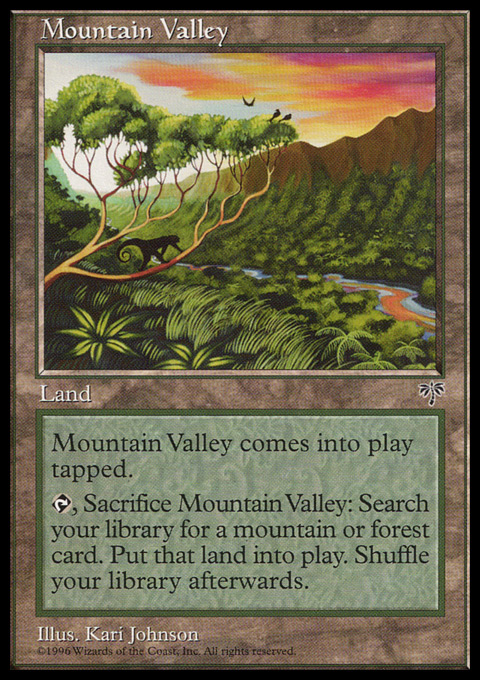 Mountain Valley
Land
Mountain Valley comes into play
tapped.
, Sacrifice Mountain Valley: Search
your library for a mountain or forest
card. Put that land into play. Shuffle
your library afterwards.
Illus. Kari Johnson
©1996 Wizards of the Coast, Inc. All rights reserved.